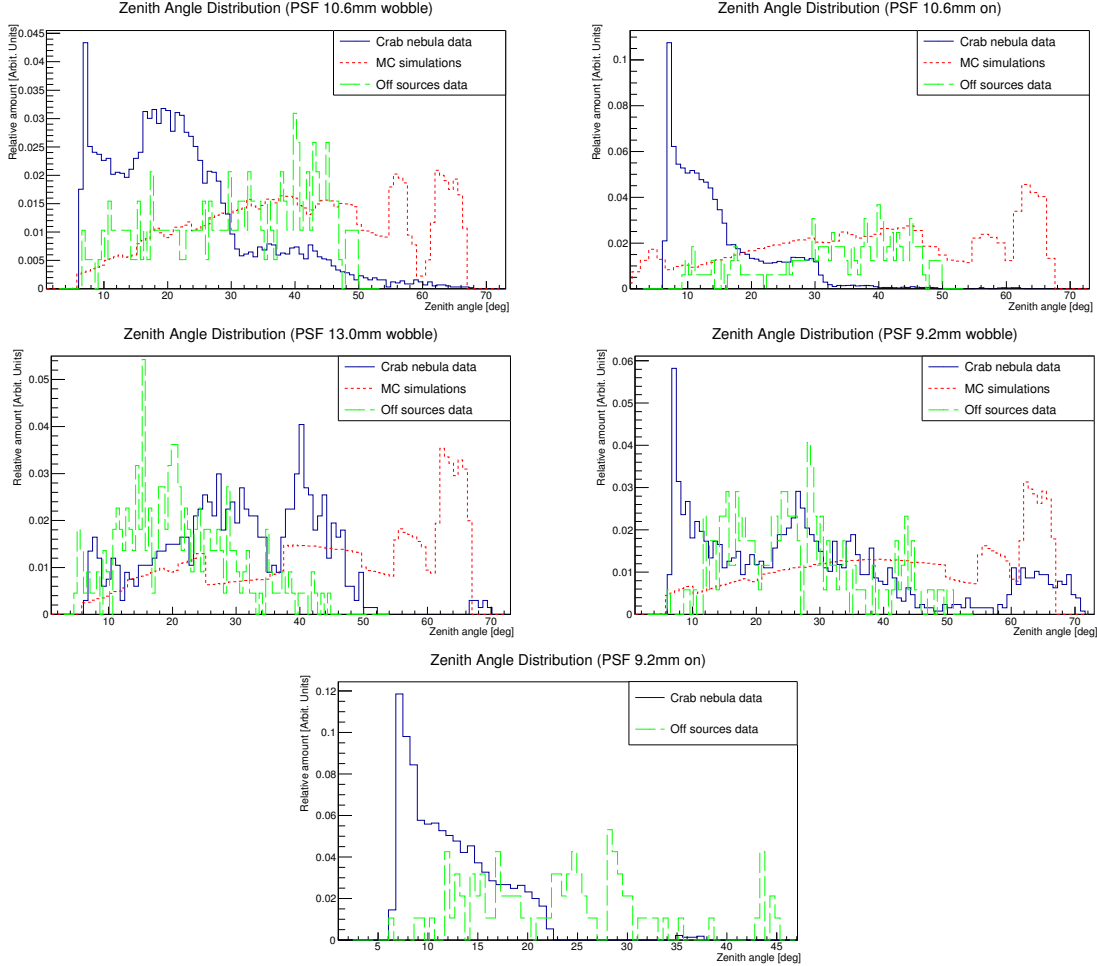 Zenith Angle Distribution (PSF 10.6mm wobble)
Relative amount [Arbit. Units]
0.045
0.04
0.035
0.03
0.025
0.02
0.015
0.01
0.005
0
10 20 30 40 50 60 70
Zenith angle [deg]
Crab nebula data
MC simulations
Off sources data
Zenith Angle Distribution (PSF 10.6mm on)
Relative amount [Arbit. Units]
0.1
0.08
0.06
0.04
0.02
0
10 20 30 40 50 60 70
Zenith angle [deg]
Crab nebula data
MC simulations
Off sources data
Zenith Angle Distribution (PSF 13.0mm wobble)
Relative amount [Arbit. Units]
0.05
0.04
0.03
0.02
0.01
0
10 20 30 40 50 60 70
Zenith angle [deg]
Crab nebula data
MC simulations
Off sources data
Zenith Angle Distribution (PSF 9.2mm wobble)
Relative amount [Arbit. Units]
0.06
0.05
0.04
0.03
0.02
0.01
0
10 20 30 40 50 60 70
Zenith angle [deg]
Crab nebula data
MC simulations
Off sources data
Zenith Angle Distribution (PSF 9.2mm on)
Relative amount [Arbit. Units]
0.12
0.1
0.08
0.06
0.04
0.02
0
5 10 15 20 25 30 35 40 45
Zenith angle [deg]
Crab nebula data
Off sources data